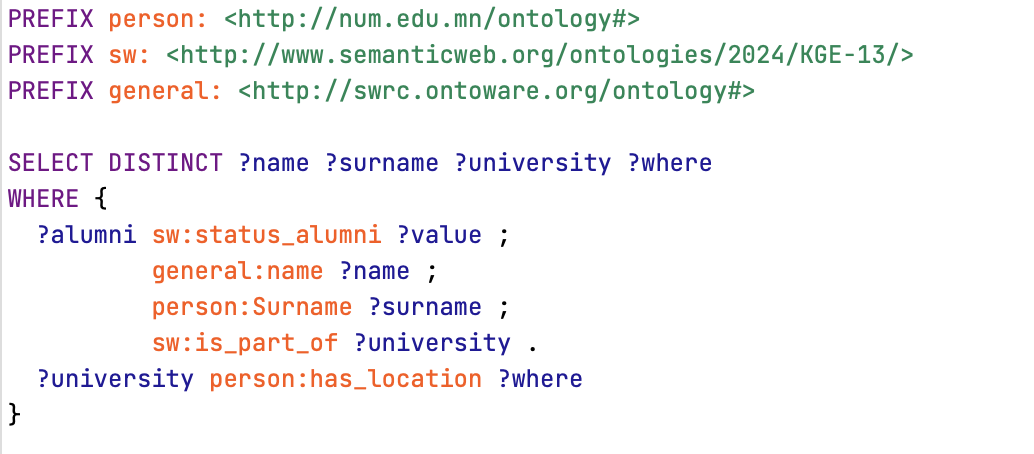 PREFIX person: <http://num.edu.mn/ontology#>
PREFIX sw: <http://www.semanticweb.org/ontologies/2024/KGE-13/>
PREFIX general: <http://swrc.ontoware.org/ontology#>
SELECT DISTINCT ?name ?surname ?university ?where
WHERE {
?alumni sw:status_alumni ?value ;
general:name ?name ;
person:Surname ?surname ;
sw:is_part_of ?university .
?university person:has_location ?where
}